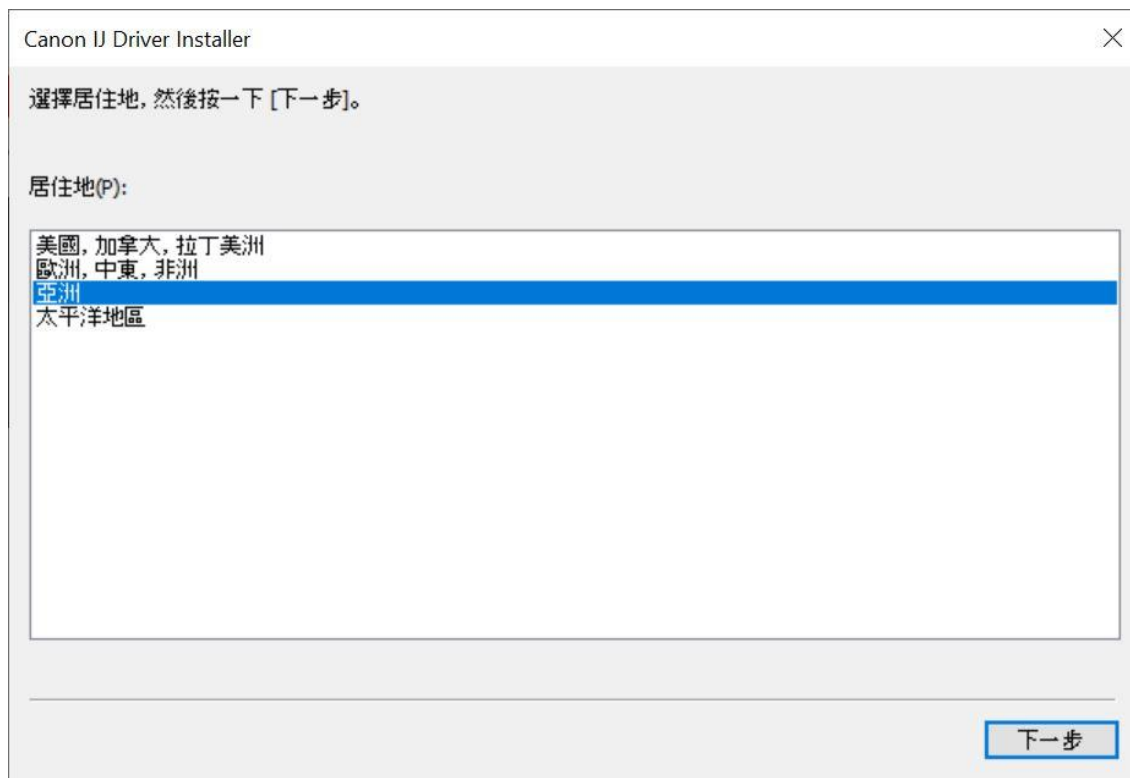 Canon IJ Driver Installer
選擇居住地, 然後按一下 [下一步]。
居住地(P):
美國, 加拿大, 拉丁美洲
歐洲, 中東, 非洲
亞洲
太平洋地區
下一步